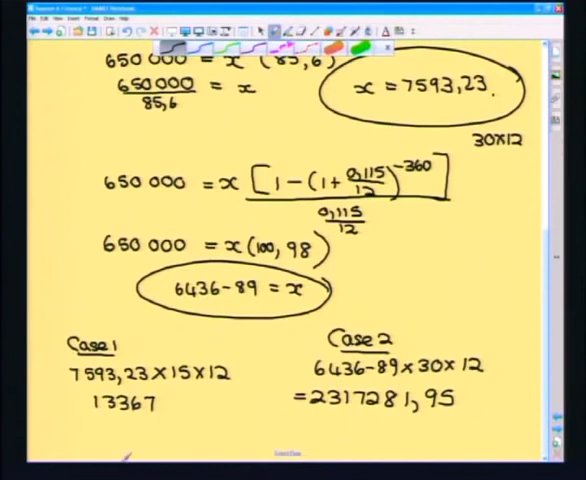 650 000 = x (85,6)
650 000 = x
85,6
x = 7593,23.
30×12
650 000 = x [1 - (1 + 0,115/12)^-360]
0,115
12
650 000 = x (100, 98)
6436-89 = x
Case 1
7593,23 × 15 × 12
13367
Case 2
6436-89 × 30 × 12
= 2317281, 95